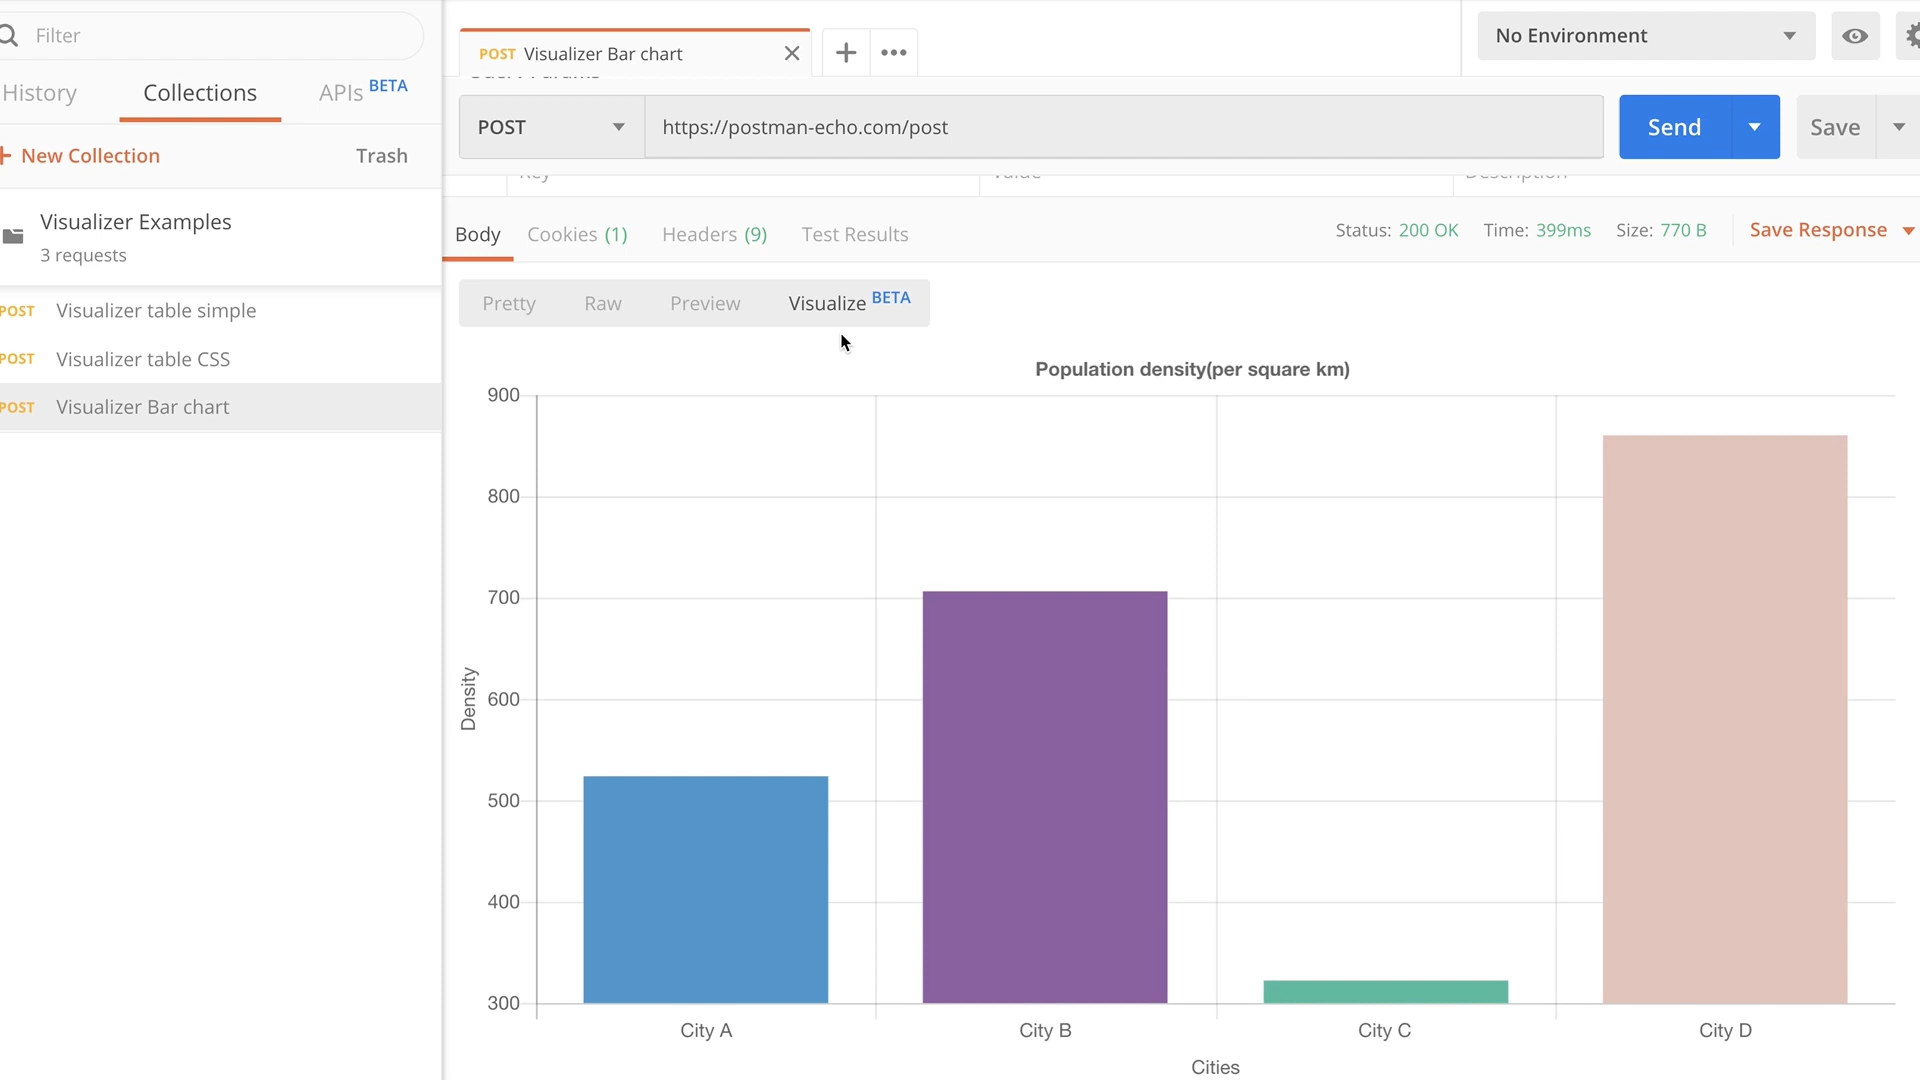 Filter
History Collections APIs BETA
New Collection Trash
Visualizer Examples
3 requests
POST Visualizer table simple
POST Visualizer table CSS
POST Visualizer Bar chart
POST Visualizer Bar chart
No Environment
POST https://postman-echo.com/post Send Save
Key Value Description
Body Cookies (1) Headers (9) Test Results Status: 200 OK Time: 399ms Size: 770 B Save Response
Pretty Raw Preview Visualize BETA
Population density(per square km)
900
800
700
600
500
400
300
Density
City A City B City C City D
Cities